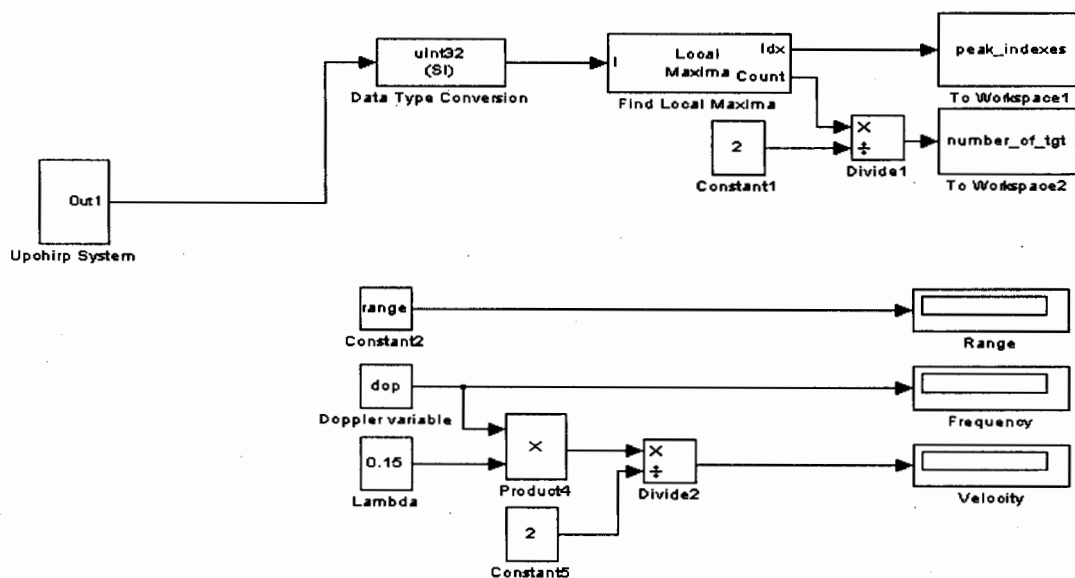 uint32
(SI)
Data Type Conversion
I
Local
Maxima
Idx
Count
Find Local Maxima
peak_indexes
To Workspace1
2
Constant1
×
÷
Divide1
number_of_tgt
To Workspace2
Out1
Upchirp System
range
Constant2
Range
dop
Doppler variable
Frequency
0.15
Lambda
×
Product4
×
÷
Divide2
Velocity
2
Constant5